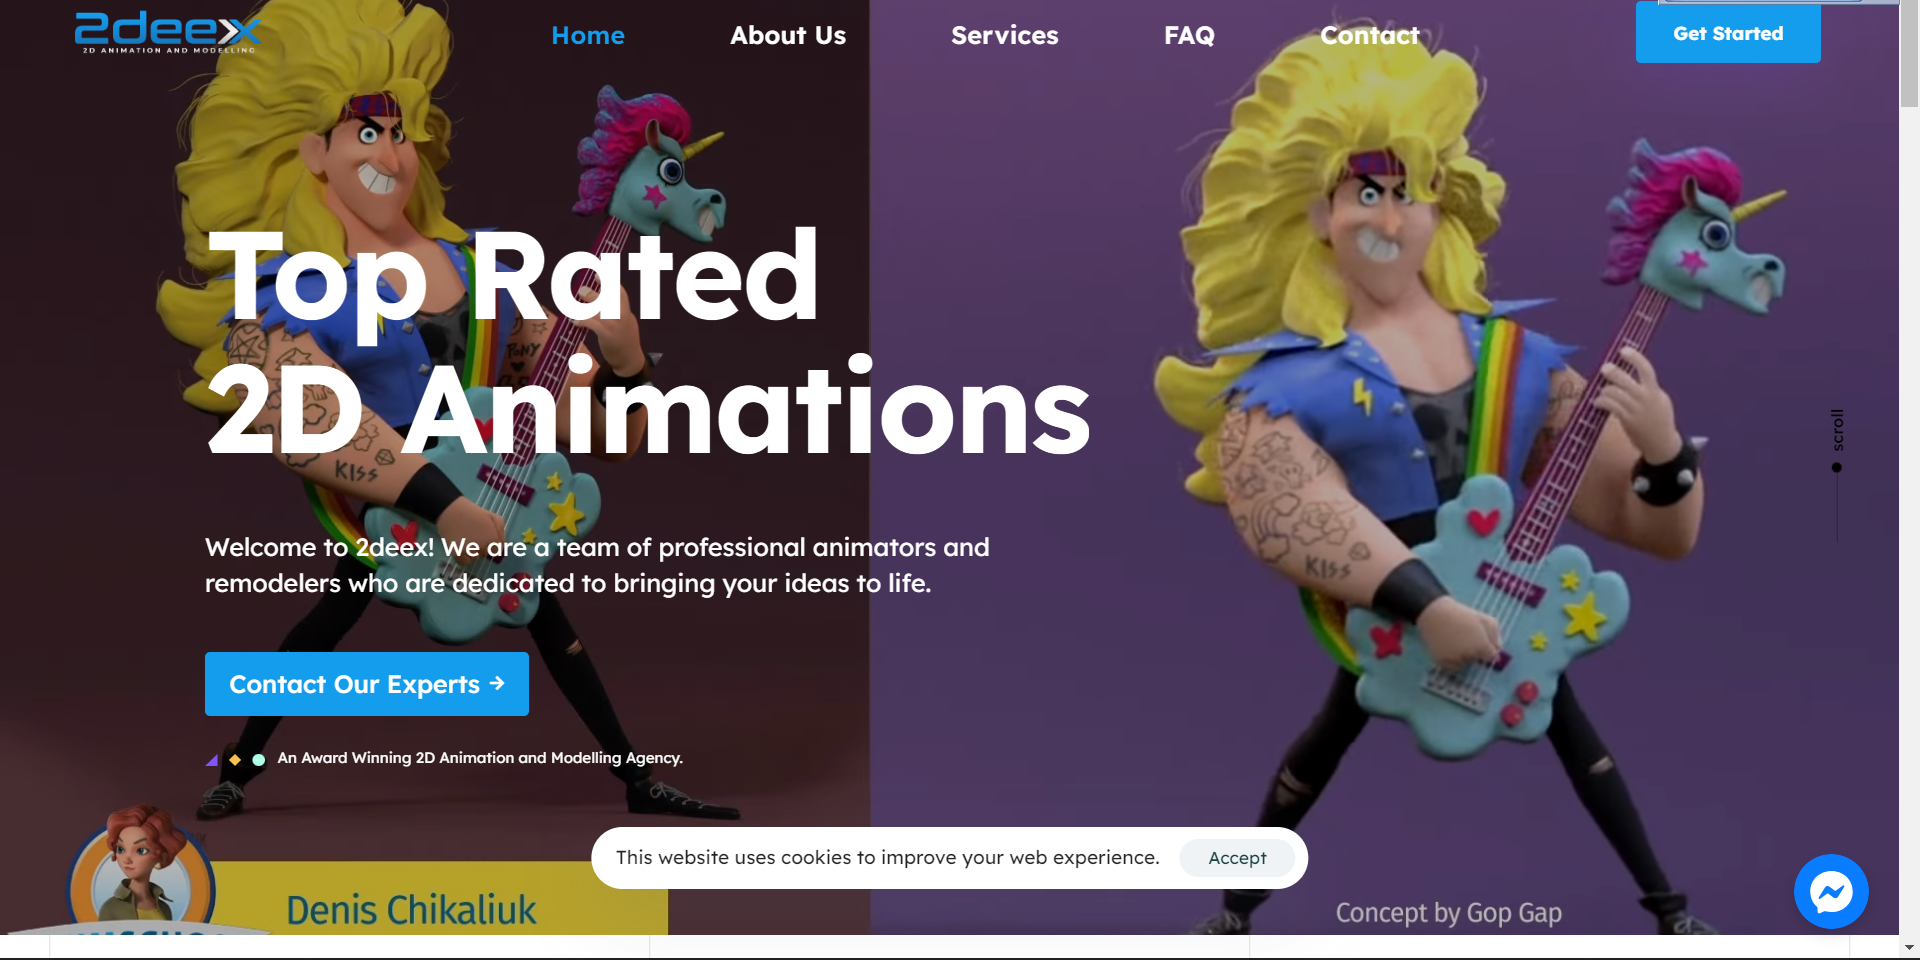 2deex
2D ANIMATION AND MODELLING
Home
About Us
Services
FAQ
Contact
Get Started
Top Rated
2D Animations
PONY
KISS
KISS
scroll
Welcome to 2deex! We are a team of professional animators and
remodelers who are dedicated to bringing your ideas to life.
Contact Our Experts →
An Award Winning 2D Animation and Modelling Agency.
This website uses cookies to improve your web experience.
Accept
Denis Chikaliuk
Concept by Gop Gap